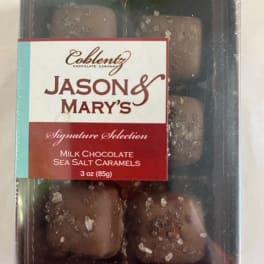 Coblentz
CHOCOLATE COMPANY
JASON &
MARY'S
Signature Selection
MILK CHOCOLATE
SEA SALT CARAMELS
3 oz (85g)